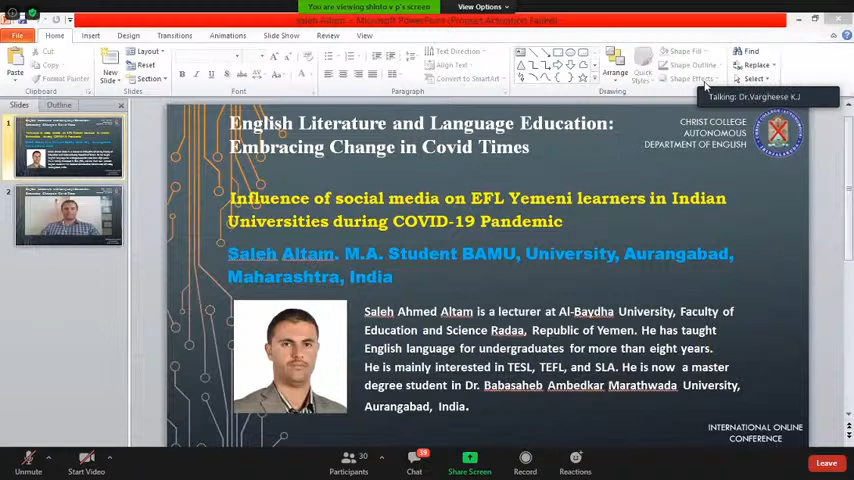 You are viewing shinto v p's screen
View Options
Saleh Altam - Microsoft PowerPoint (Product Activation Failed)
File
Home
Insert
Design
Transitions
Animations
Slide Show
Review
View
Paste
Cut
Copy
Format Painter
Clipboard
New
Slide
Layout
Reset
Section
Slides
Font
Paragraph
Text Direction
Align Text
Convert to SmartArt
Arrange
Quick
Styles
Shape Fill
Shape Outline
Shape Effects
Drawing
Find
Replace
Select
Editing
Talking: Dr.Vargheese K.J
Slides
Outline
1
2
English Literature and Language Education:
Embracing Change in Covid Times
CHRIST COLLEGE
AUTONOMOUS
DEPARTMENT OF ENGLISH
Influence of social media on EFL Yemeni learners in Indian
Universities during COVID-19 Pandemic
Saleh Altam. M.A. Student BAMU, University, Aurangabad,
Maharashtra, India
Saleh Ahmed Altam is a lecturer at Al-Baydha University, Faculty of
Education and Science Radaa, Republic of Yemen. He has taught
English language for undergraduates for more than eight years.
He is mainly interested in TESL, TEFL, and SLA. He is now a master
degree student in Dr. Babasaheb Ambedkar Marathwada University,
Aurangabad, India.
INTERNATIONAL ONLINE
CONFERENCE
Unmute
Start Video
Participants
30
Chat
39
Share Screen
Record
Reactions
Leave